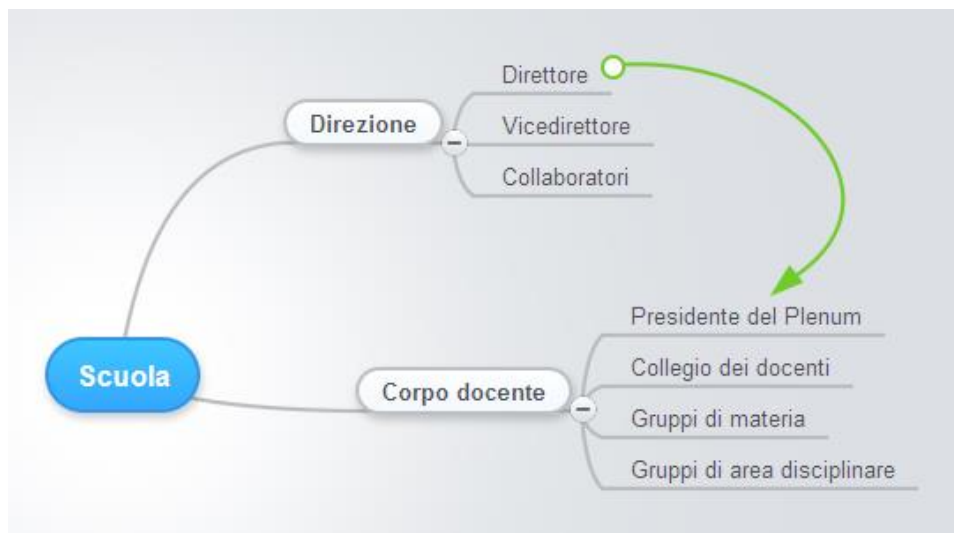 Direttore
Direzione
Vicedirettore
Collaboratori
Scuola
Presidente del Plenum
Collegio dei docenti
Corpo docente
Gruppi di materia
Gruppi di area disciplinare